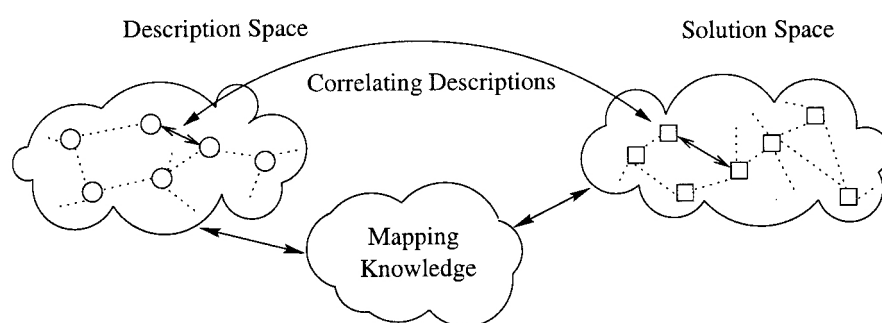 Description Space
Solution Space
Correlating Descriptions
Mapping
Knowledge